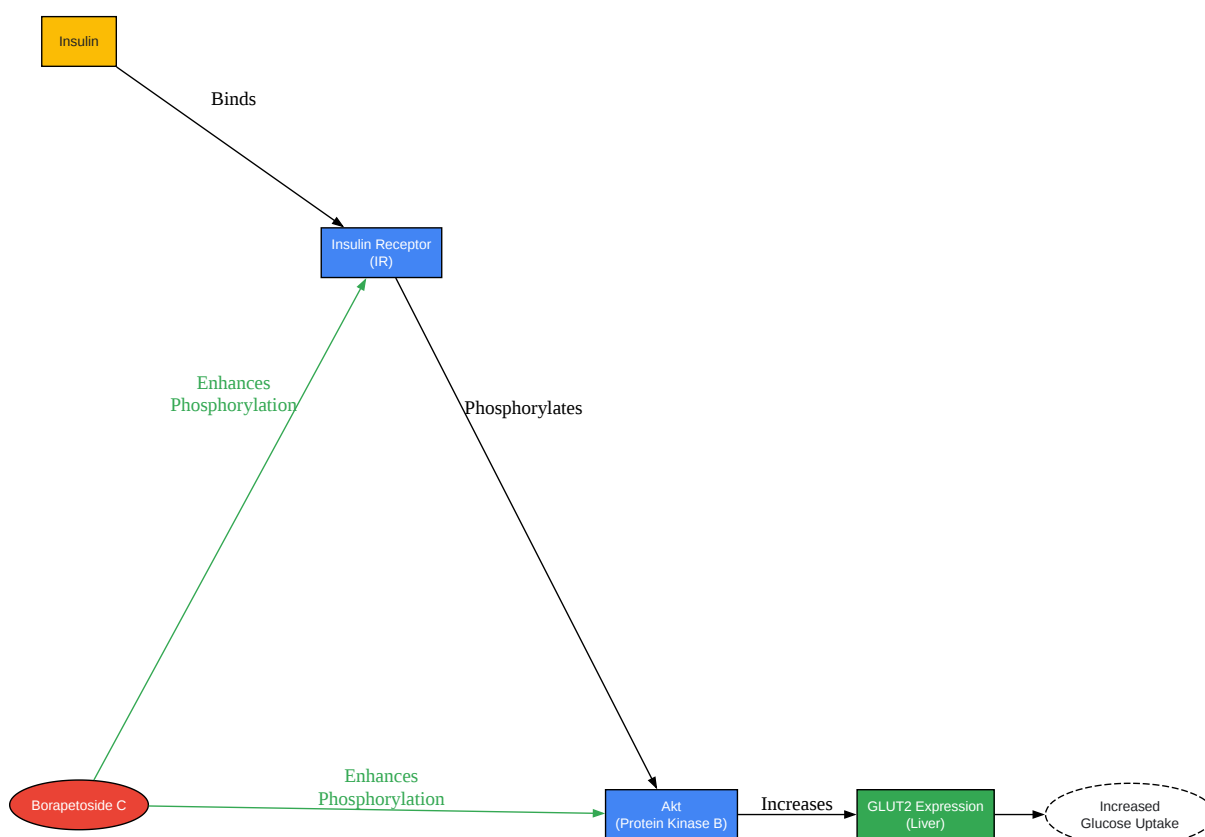 Insulin
Binds
Insulin Receptor
(IR)
Enhances
Phosphorylation
Phosphorylates
Borapetoside C
Enhances
Phosphorylation
Akt
(Protein Kinase B)
Increases
GLUT2 Expression
(Liver)
Increased
Glucose Uptake